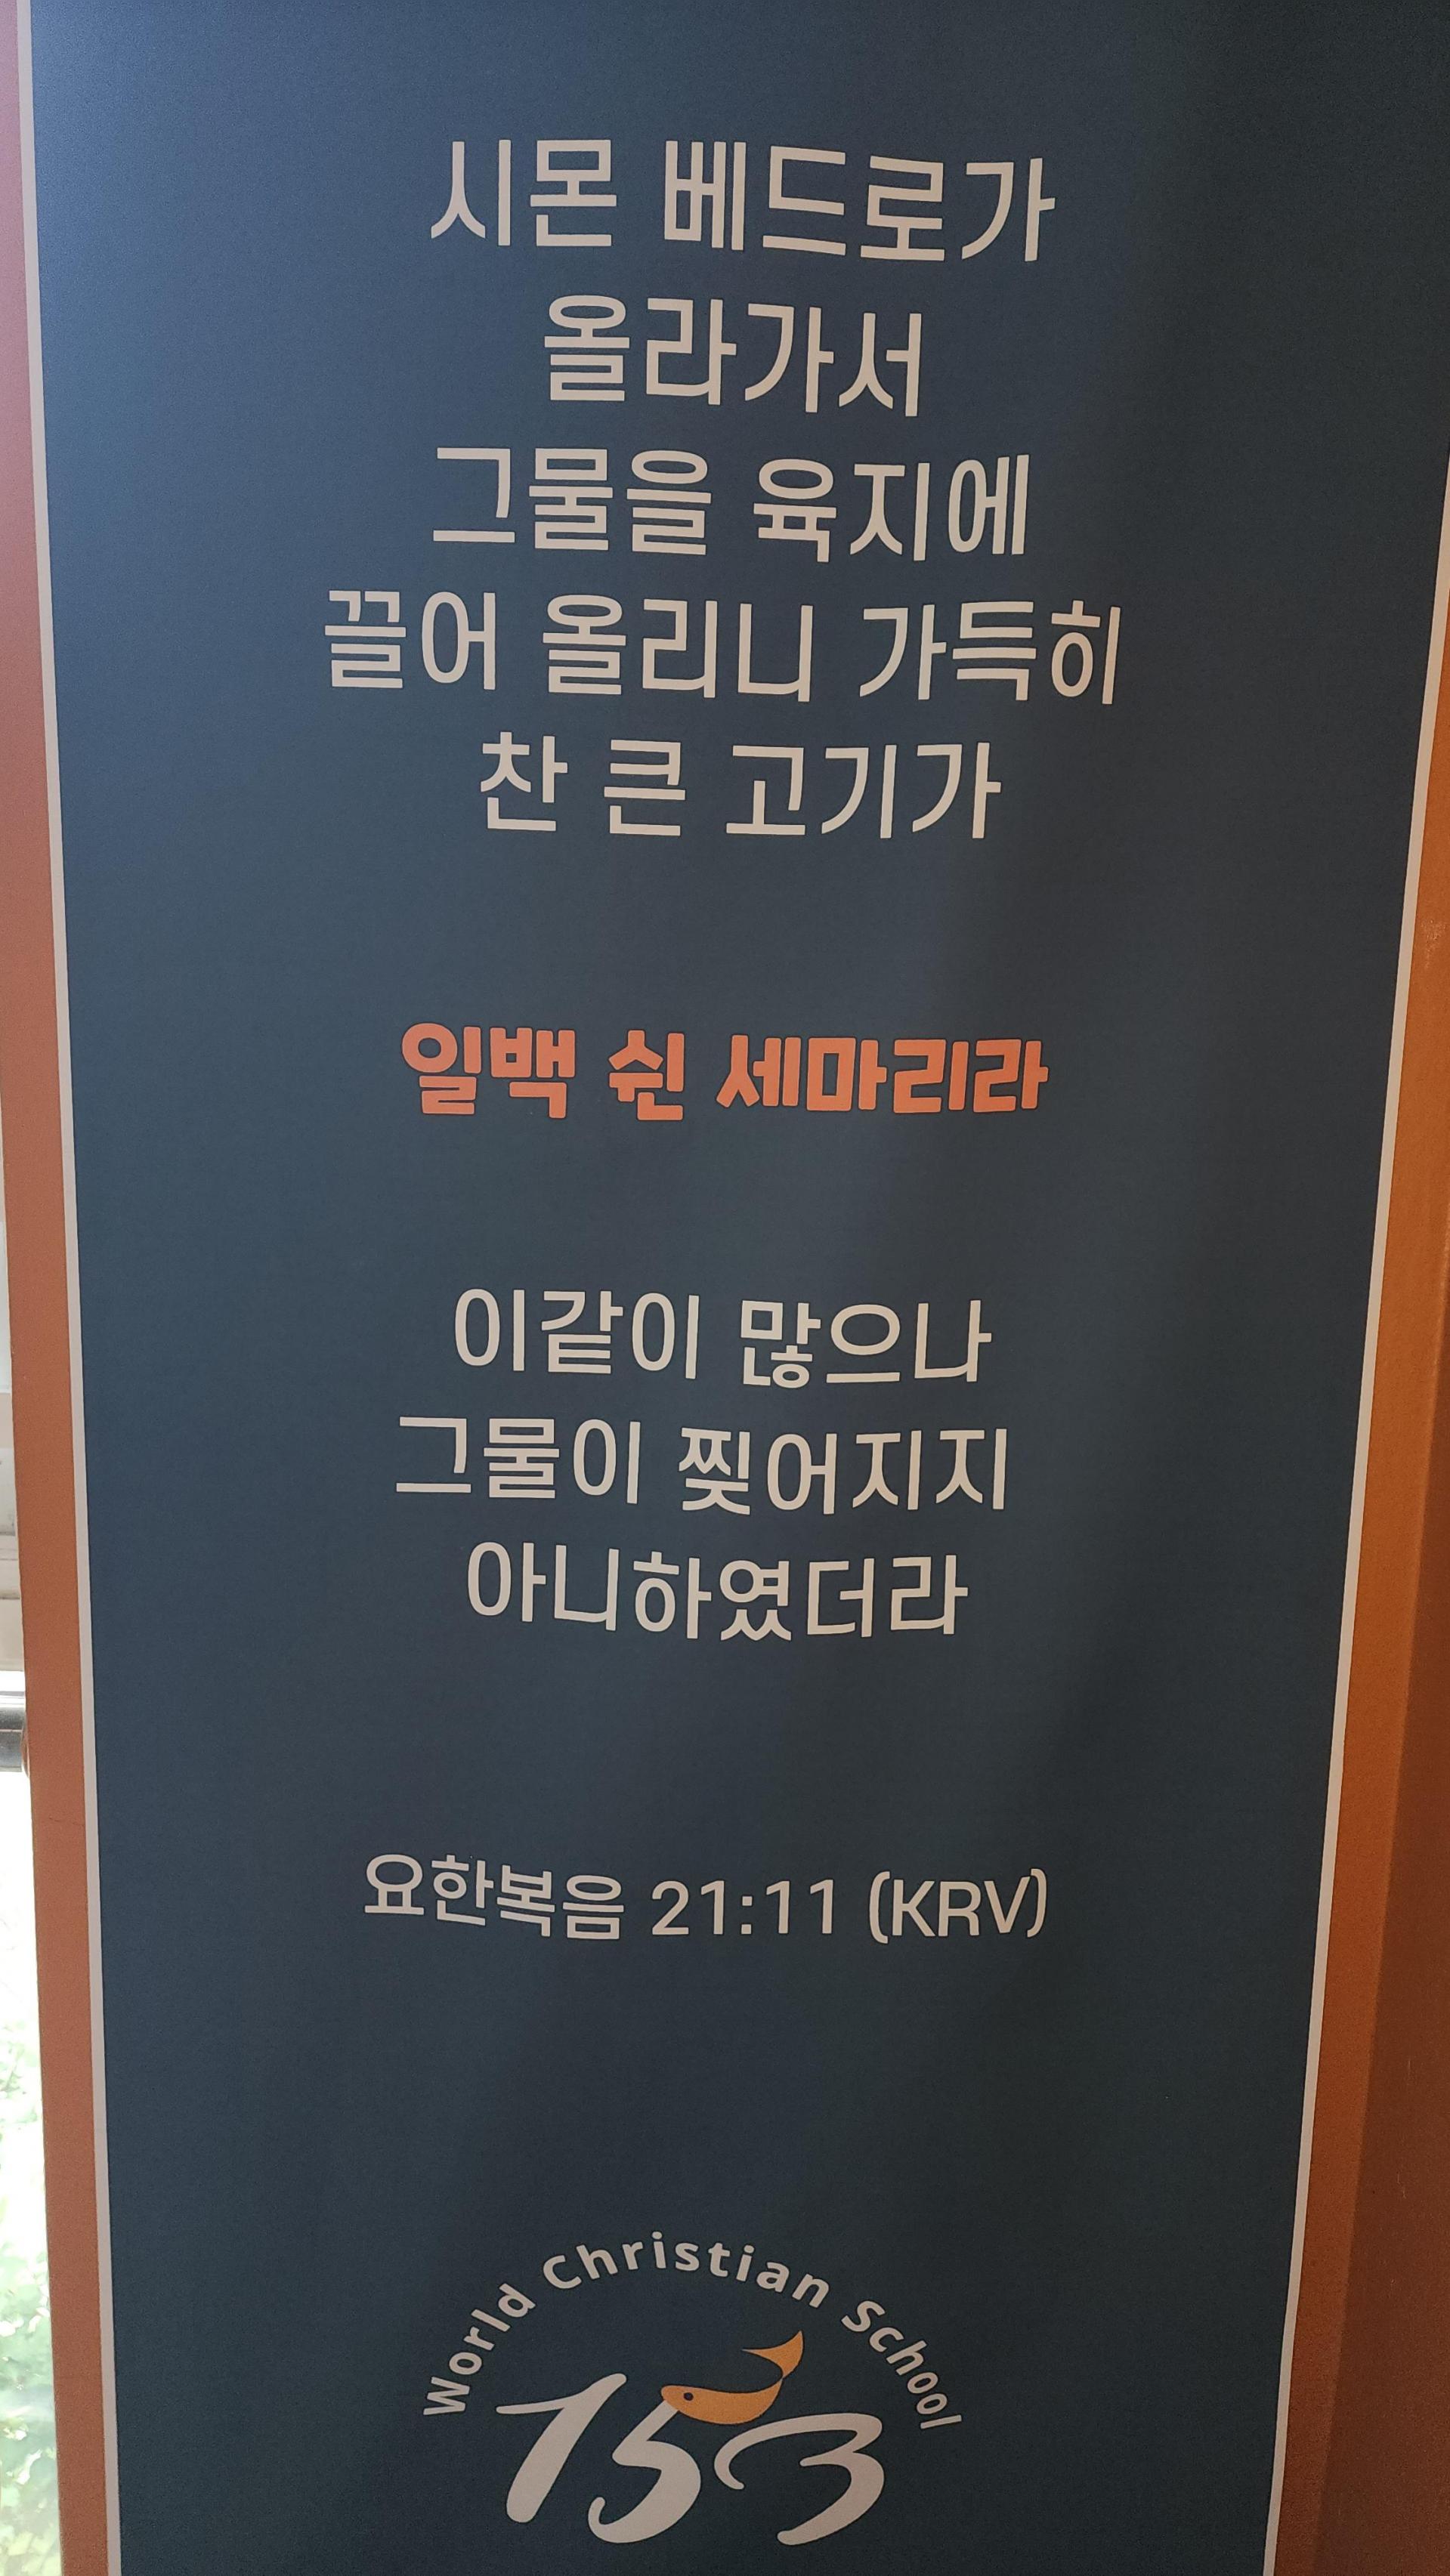 시몬 베드로가
올라가서
그물을 육지에
끌어 올리니 가득히
찬 큰 고기가
일백 쉰 세마리라
이같이 많으나
그물이 찢어지지
아니하였더라
요한복음 21:11 (KRV)
World Christian School
153